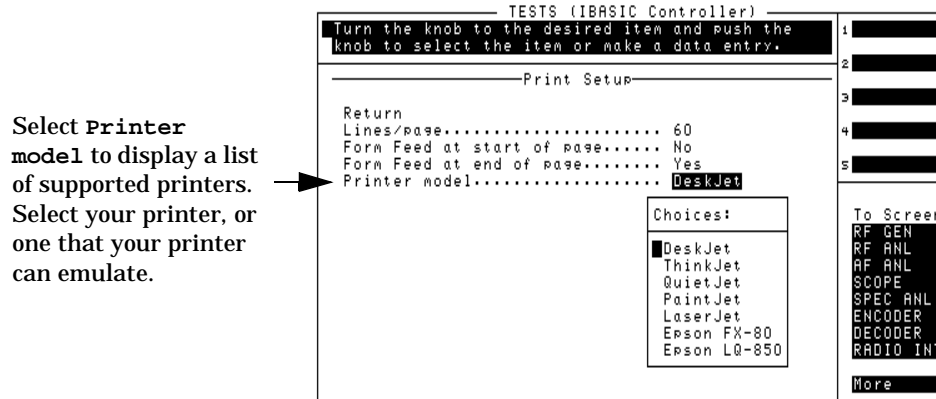 TESTS (IBASIC Controller)
Turn the knob to the desired item and push the
knob to select the item or make a data entry.
Print Setup
Return
Lines/page...................... 60
Form Feed at start of page...... No
Form Feed at end of page........ Yes
Printer model................... DeskJet
Choices:
DeskJet
ThinkJet
QuietJet
PaintJet
LaserJet
Epson FX-80
Epson LQ-850
1
2
3
4
5
To Screen
RF GEN
RF ANL
AF ANL
SCOPE
SPEC ANL
ENCODER
DECODER
RADIO INT
More
Select Printer
model to display a list
of supported printers.
Select your printer, or
one that your printer
can emulate.